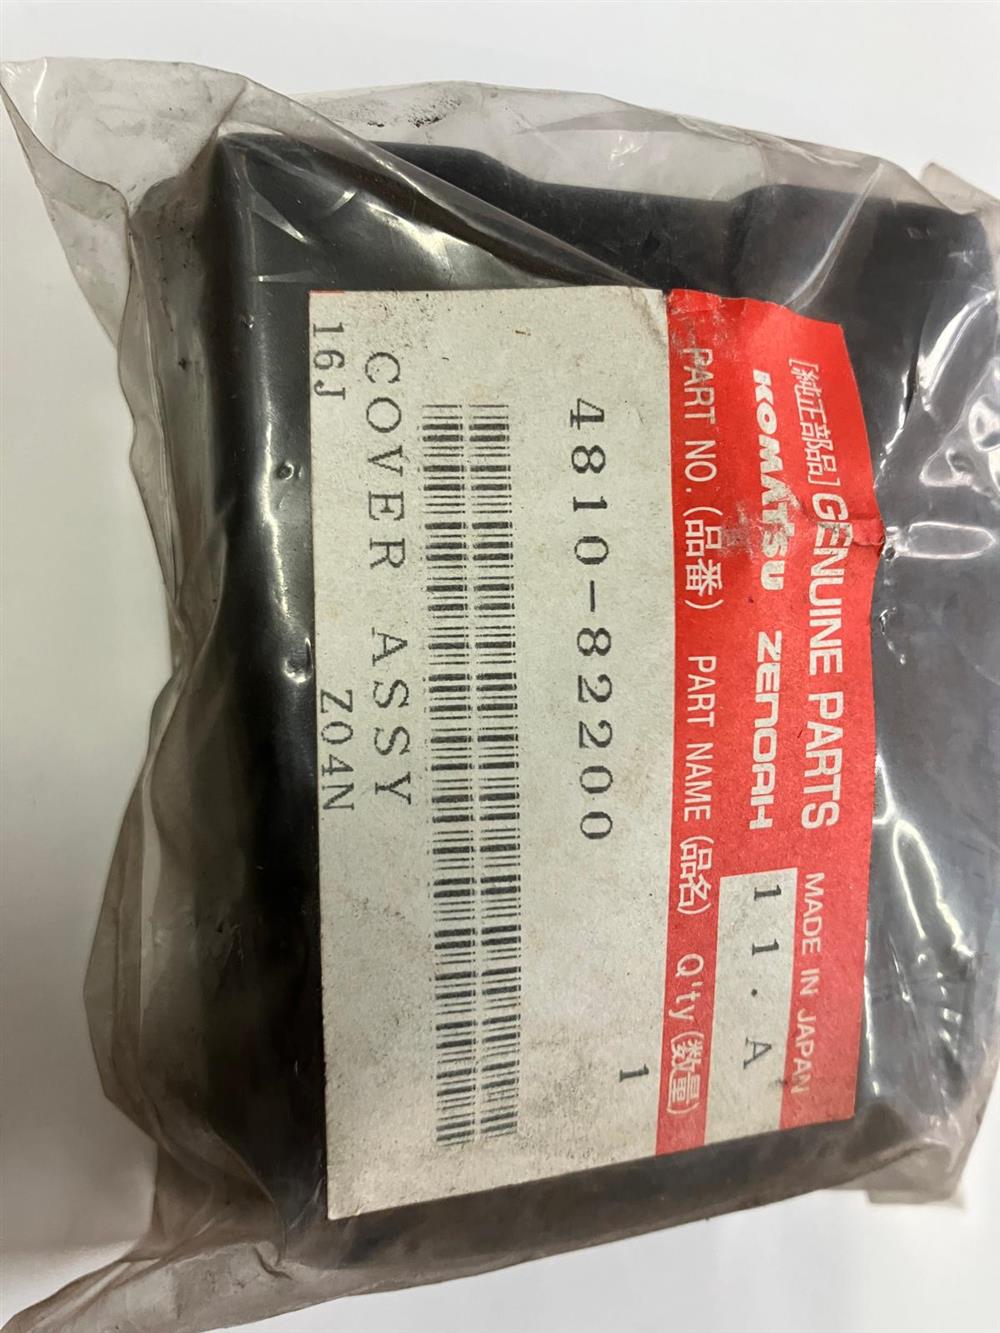 [純正部品] GENUINE PARTS MADE IN JAPAN
KOMATSU ZENOAH 11.A
PART NO. (品番) PART NAME (品名) Q'ty (数量)
4810-82200 1
COVER ASSY
16J Z04N